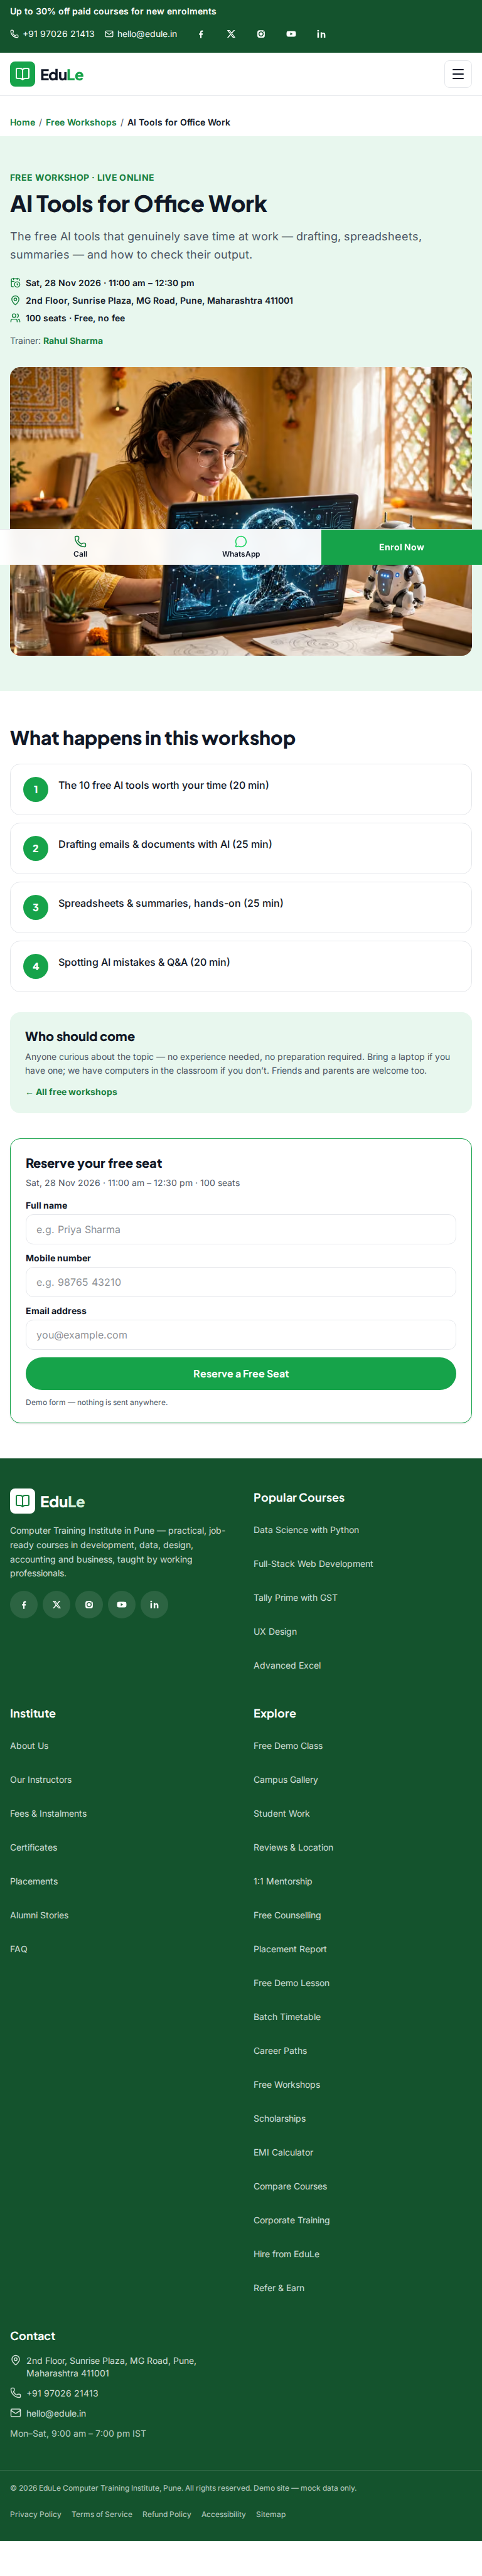 Up to 30% off paid courses for new enrolments
+91 97026 21413 hello@edule.in
EduLe
Home / Free Workshops / AI Tools for Office Work
FREE WORKSHOP · LIVE ONLINE
AI Tools for Office Work
The free AI tools that genuinely save time at work — drafting, spreadsheets,
summaries — and how to check their output.
Sat, 28 Nov 2026 · 11:00 am – 12:30 pm
2nd Floor, Sunrise Plaza, MG Road, Pune, Maharashtra 411001
100 seats · Free, no fee
Trainer: Rahul Sharma
Call
WhatsApp
Enrol Now
What happens in this workshop
1 The 10 free AI tools worth your time (20 min)
2 Drafting emails & documents with AI (25 min)
3 Spreadsheets & summaries, hands-on (25 min)
4 Spotting AI mistakes & Q&A (20 min)
Who should come
Anyone curious about the topic — no experience needed, no preparation required. Bring a laptop if you
have one; we have computers in the classroom if you don't. Friends and parents are welcome too.
← All free workshops
Reserve your free seat
Sat, 28 Nov 2026 · 11:00 am – 12:30 pm · 100 seats
Full name
e.g. Priya Sharma
Mobile number
e.g. 98765 43210
Email address
you@example.com
Reserve a Free Seat
Demo form — nothing is sent anywhere.
EduLe
Computer Training Institute in Pune — practical, job-
ready courses in development, data, design,
accounting and business, taught by working
professionals.
Popular Courses
Data Science with Python
Full-Stack Web Development
Tally Prime with GST
UX Design
Advanced Excel
Institute
About Us
Our Instructors
Fees & Instalments
Certificates
Placements
Alumni Stories
FAQ
Explore
Free Demo Class
Campus Gallery
Student Work
Reviews & Location
1:1 Mentorship
Free Counselling
Placement Report
Free Demo Lesson
Batch Timetable
Career Paths
Free Workshops
Scholarships
EMI Calculator
Compare Courses
Corporate Training
Hire from EduLe
Refer & Earn
Contact
2nd Floor, Sunrise Plaza, MG Road, Pune,
Maharashtra 411001
+91 97026 21413
hello@edule.in
Mon–Sat, 9:00 am – 7:00 pm IST
© 2026 EduLe Computer Training Institute, Pune. All rights reserved. Demo site — mock data only.
Privacy Policy Terms of Service Refund Policy Accessibility Sitemap